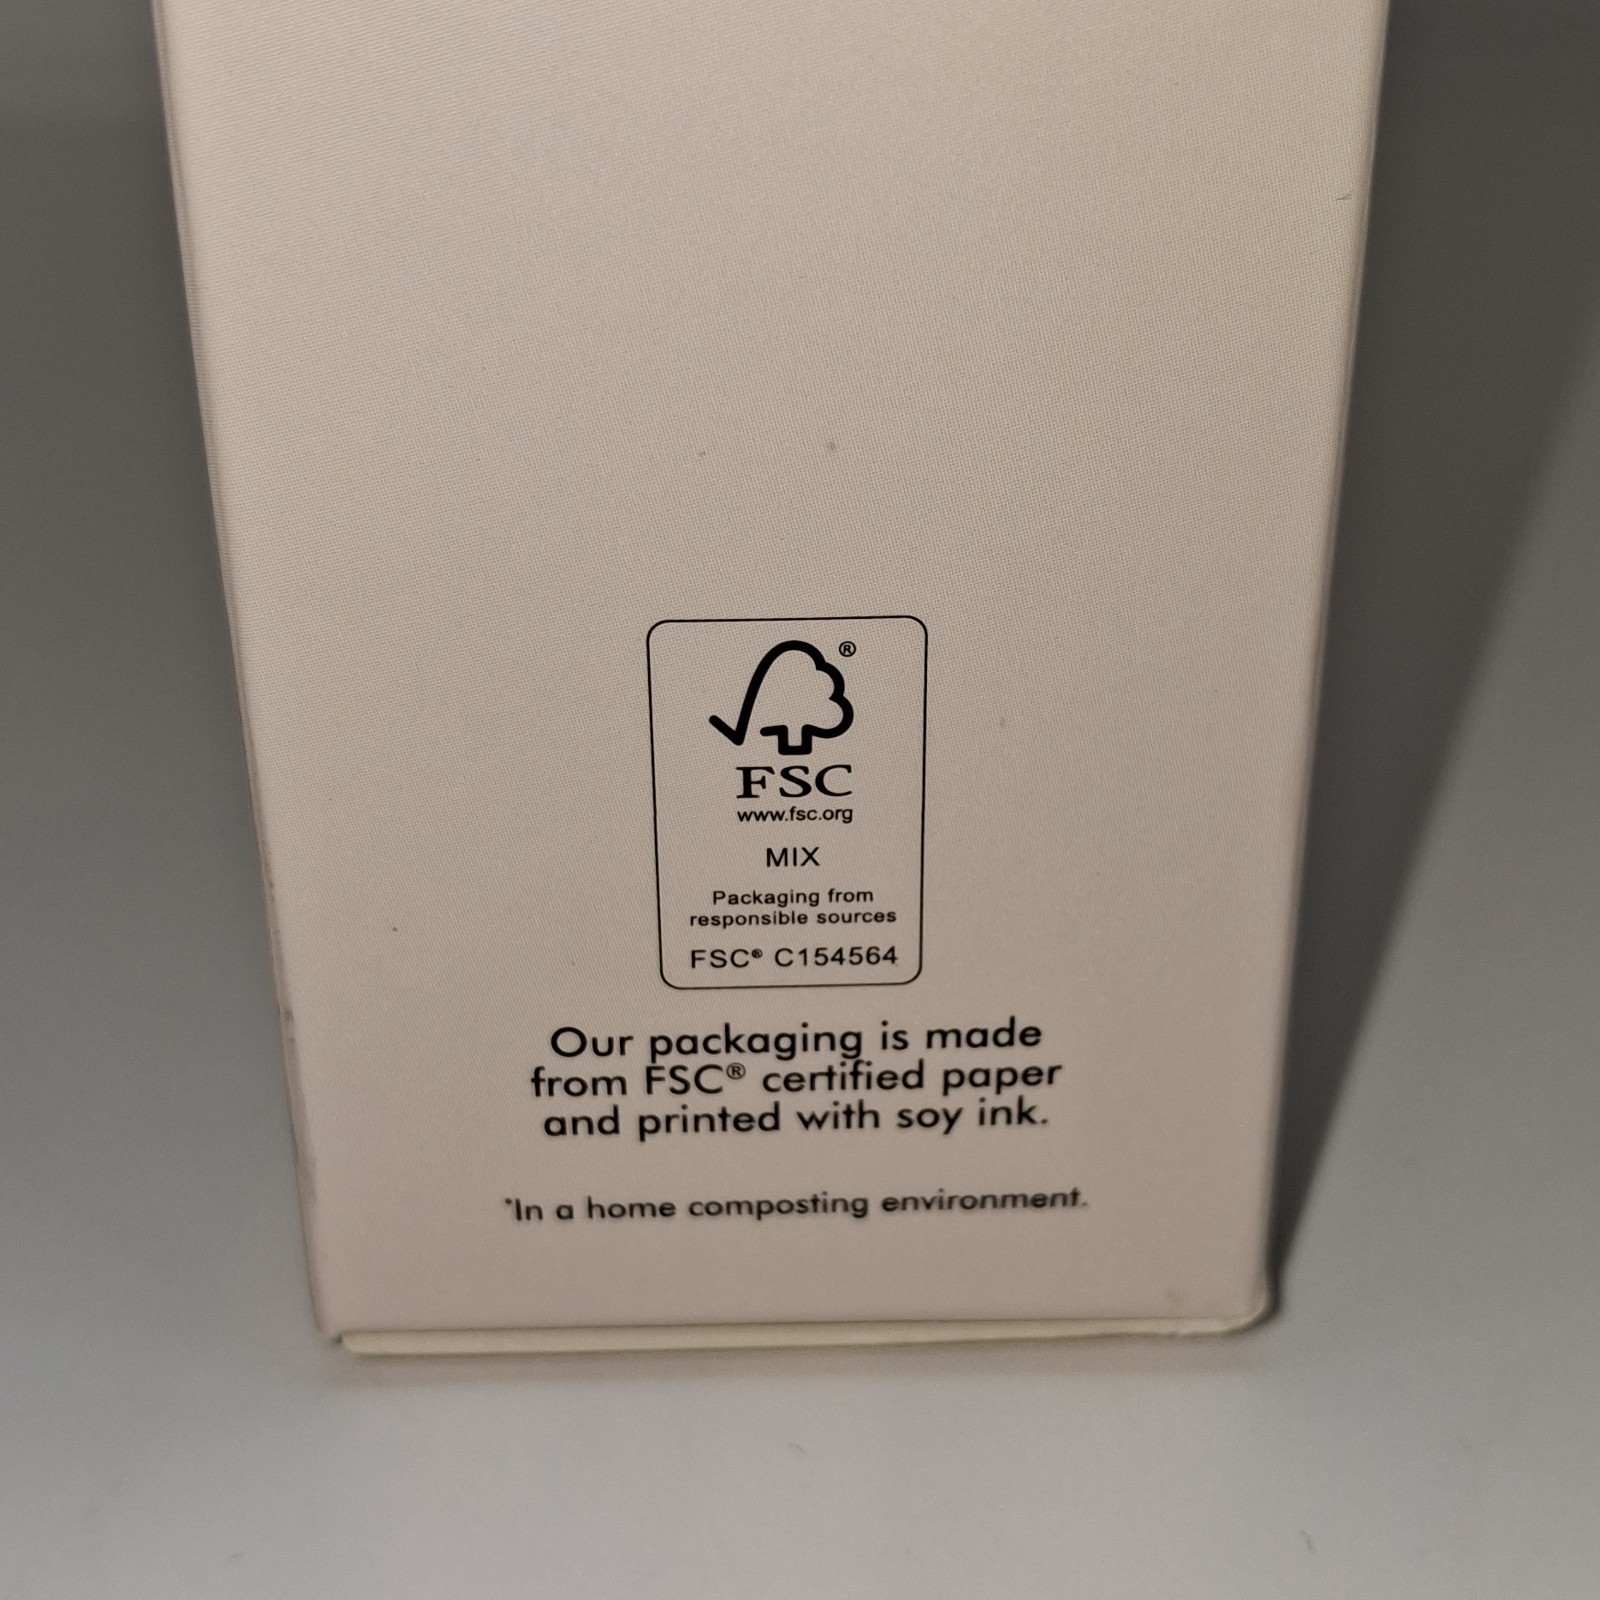 ®
FSC
www.fsc.org
MIX
Packaging from
responsible sources
FSC® C154564
Our packaging is made
from FSC® certified paper
and printed with soy ink.
*In a home composting environment.